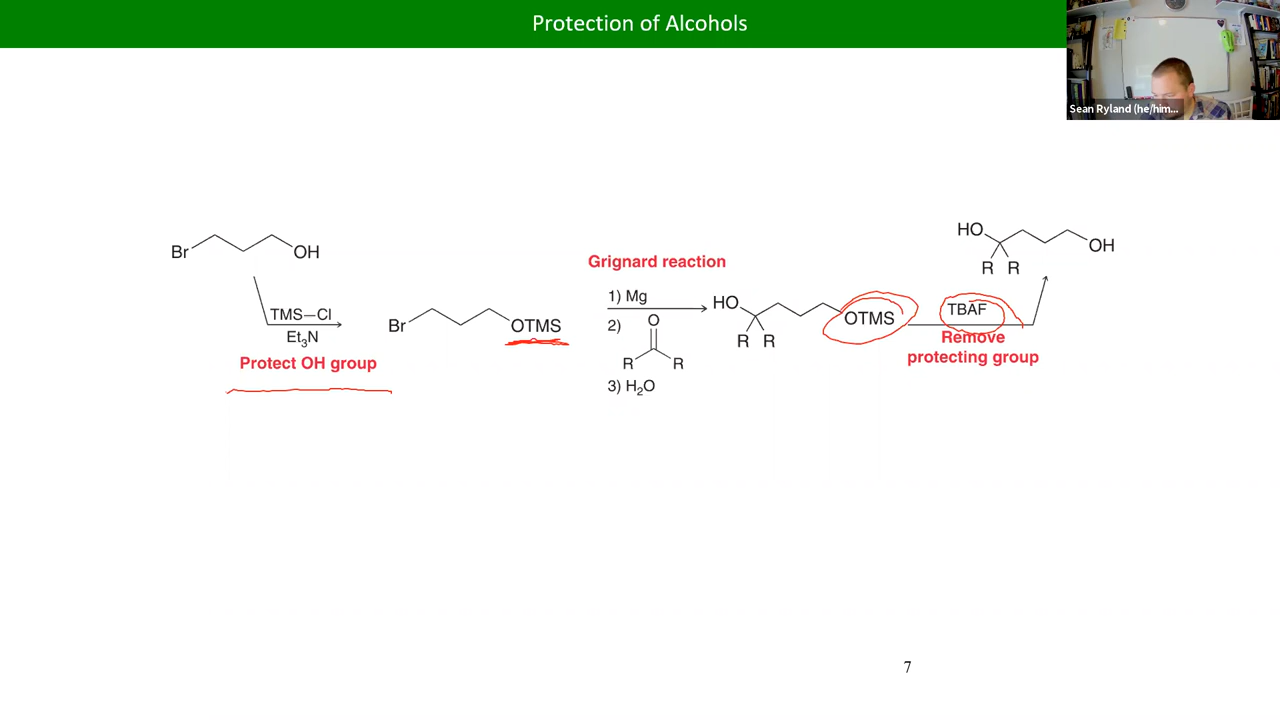 Protection of Alcohols
Sean Ryland (he/him...
Br
OH
TMS—Cl
Et3N
Protect OH group
Br
OTMS
Grignard reaction
1) Mg
2)
O
R
R
3) H2O
HO
R R
OTMS
TBAF
Remove
protecting group
HO
R R
OH
7